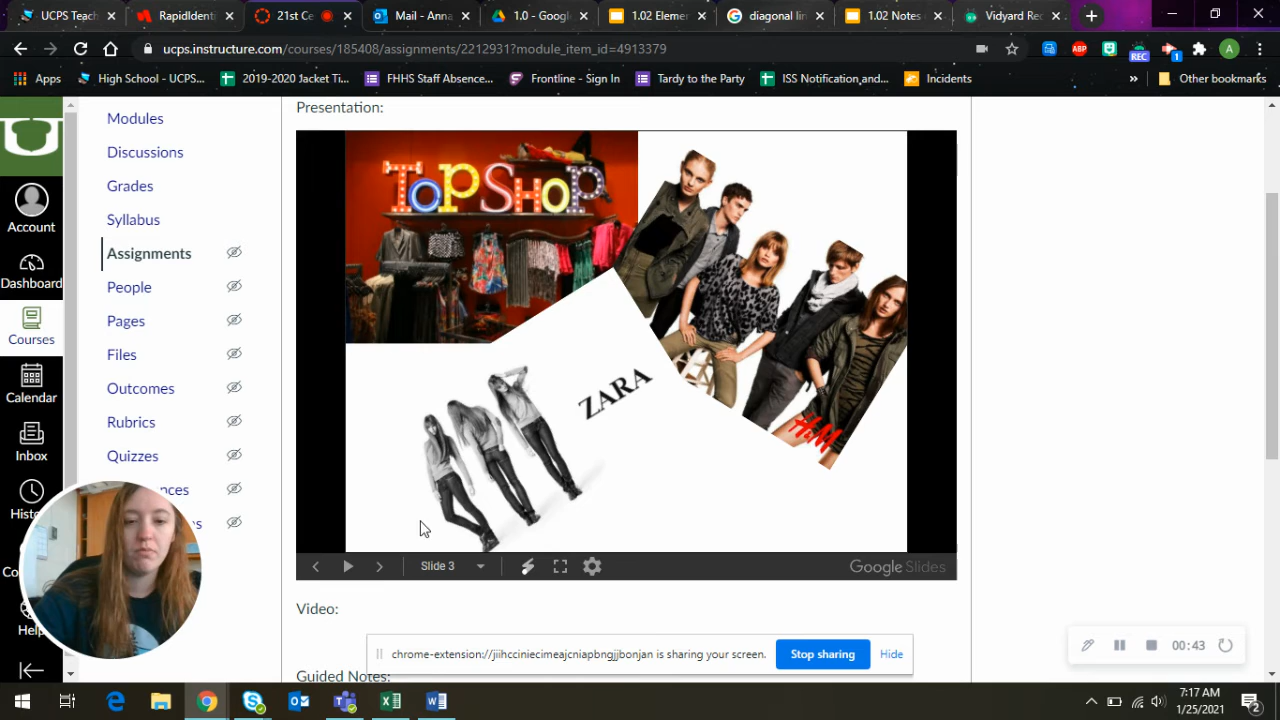 UCPS Teach
RapidIdenti
21st Ce
Mail - Anna
1.0 - Google
1.02 Elemen
diagonal lin
1.02 Notes
Vidyard Rec
ucps.instructure.com/courses/185408/assignments/2212931?module_item_id=4913379
ABP
REC
1
A
Apps
High School - UCPS...
2019-2020 Jacket Ti...
FHHS Staff Absence...
Frontline - Sign In
Tardy to the Party
ISS Notification,and...
Incidents
»
Other bookmarks
Account
Dashboard
Courses
Calendar
Inbox
Help
Modules
Discussions
Grades
Syllabus
Assignments
People
Pages
Files
Outcomes
Rubrics
Quizzes
Presentation:
TOPSHOP
ZARA
H&M
Slide 3
Google Slides
Video:
chrome-extension://jiihcciniecimeajcniapbngjjbonjan is sharing your screen.
Stop sharing
Hide
Guided Notes:
00:43
7:17 AM
1/25/2021
2